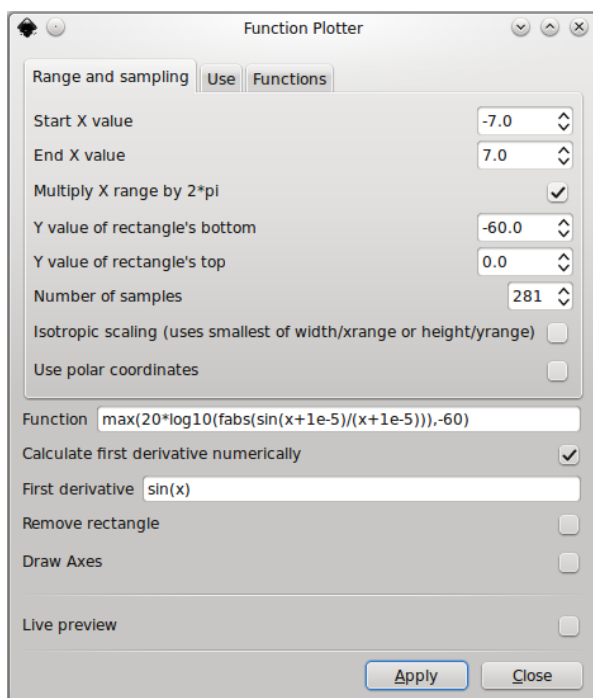 Function Plotter
Range and sampling Use Functions
Start X value -7.0
End X value 7.0
Multiply X range by 2*pi
Y value of rectangle's bottom -60.0
Y value of rectangle's top 0.0
Number of samples 281
Isotropic scaling (uses smallest of width/xrange or height/yrange)
Use polar coordinates
Function max(20*log10(fabs(sin(x+1e-5)/(x+1e-5))),-60)
Calculate first derivative numerically
First derivative sin(x)
Remove rectangle
Draw Axes
Live preview
Apply Close